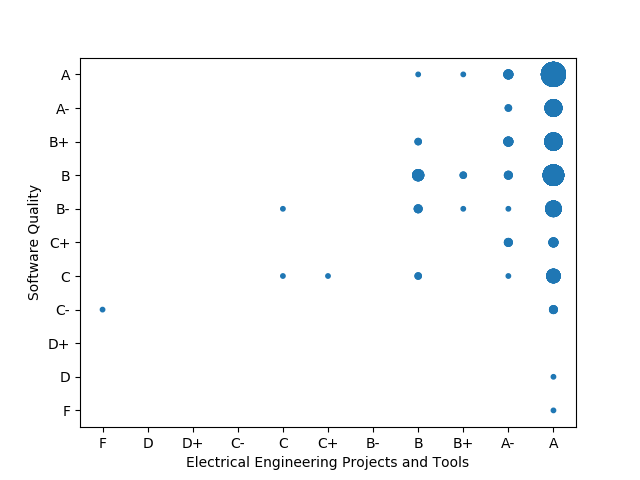 A
A-
B+
B
B-
C+
C
C-
D+
D
F
Software Quality
F D D+ C- C C+ B- B B+ A- A
Electrical Engineering Projects and Tools